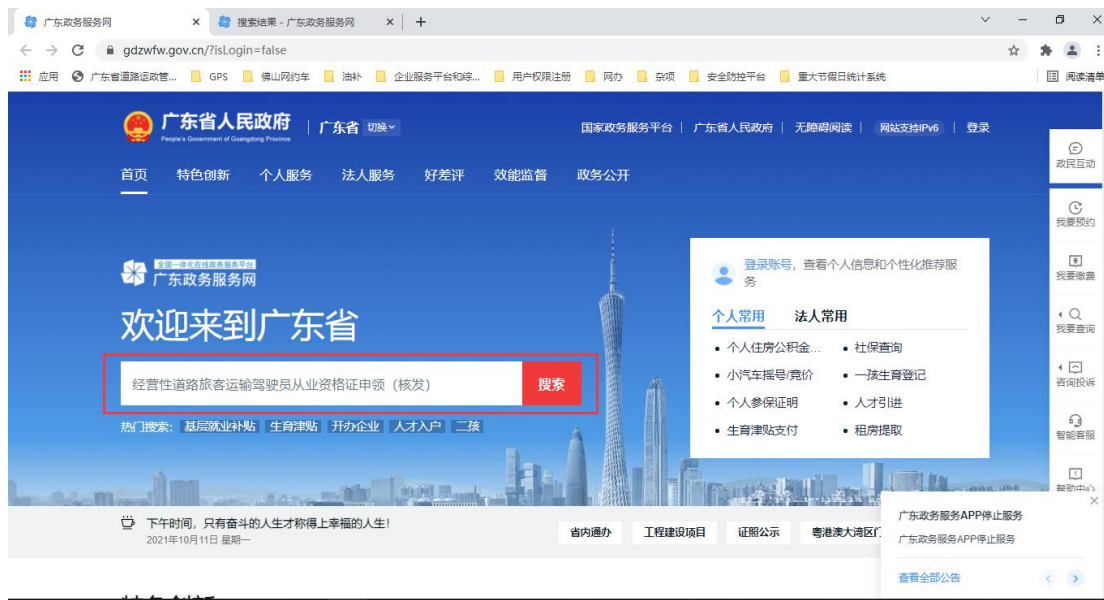 广东政务服务网 搜索结果 - 广东政务服务网
gdzwfw.gov.cn/?isLogin=false
应用 广东省道路运政管... GPS 佛山网约车 油补 企业服务平台和综... 用户权限注册 网办 杂项 安全防控平台 重大节假日统计系统 阅读清单
广东省人民政府 广东省 切换 国家政务服务平台 广东省人民政府 无障碍阅读 网站支持IPv6 登录
People's Government of Guangdong Province
首页 特色创新 个人服务 法人服务 好差评 效能监督 政务公开
政民互动
我要预约
我要缴费
我要查询
咨询投诉
智能客服
帮助中心
全国一体化在线政务服务平台
广东政务服务网
欢迎来到广东省
经营性道路旅客运输驾驶员从业资格证申领（核发） 搜索
热门搜索: 基层就业补贴 生育津贴 开办企业 人才入户 二孩
登录账号，查看个人信息和个性化推荐服
务
个人常用 法人常用
个人住房公积金... 社保查询
小汽车摇号/竞价 一孩生育登记
个人参保证明 人才引进
生育津贴支付 租房提取
下午时间，只有奋斗的人生才称得上幸福的人生！
2021年10月11日 星期一
省内通办 工程建设项目 证照公示 粤港澳大湾区
广东政务服务APP停止服务
广东政务服务APP停止服务
查看全部公告